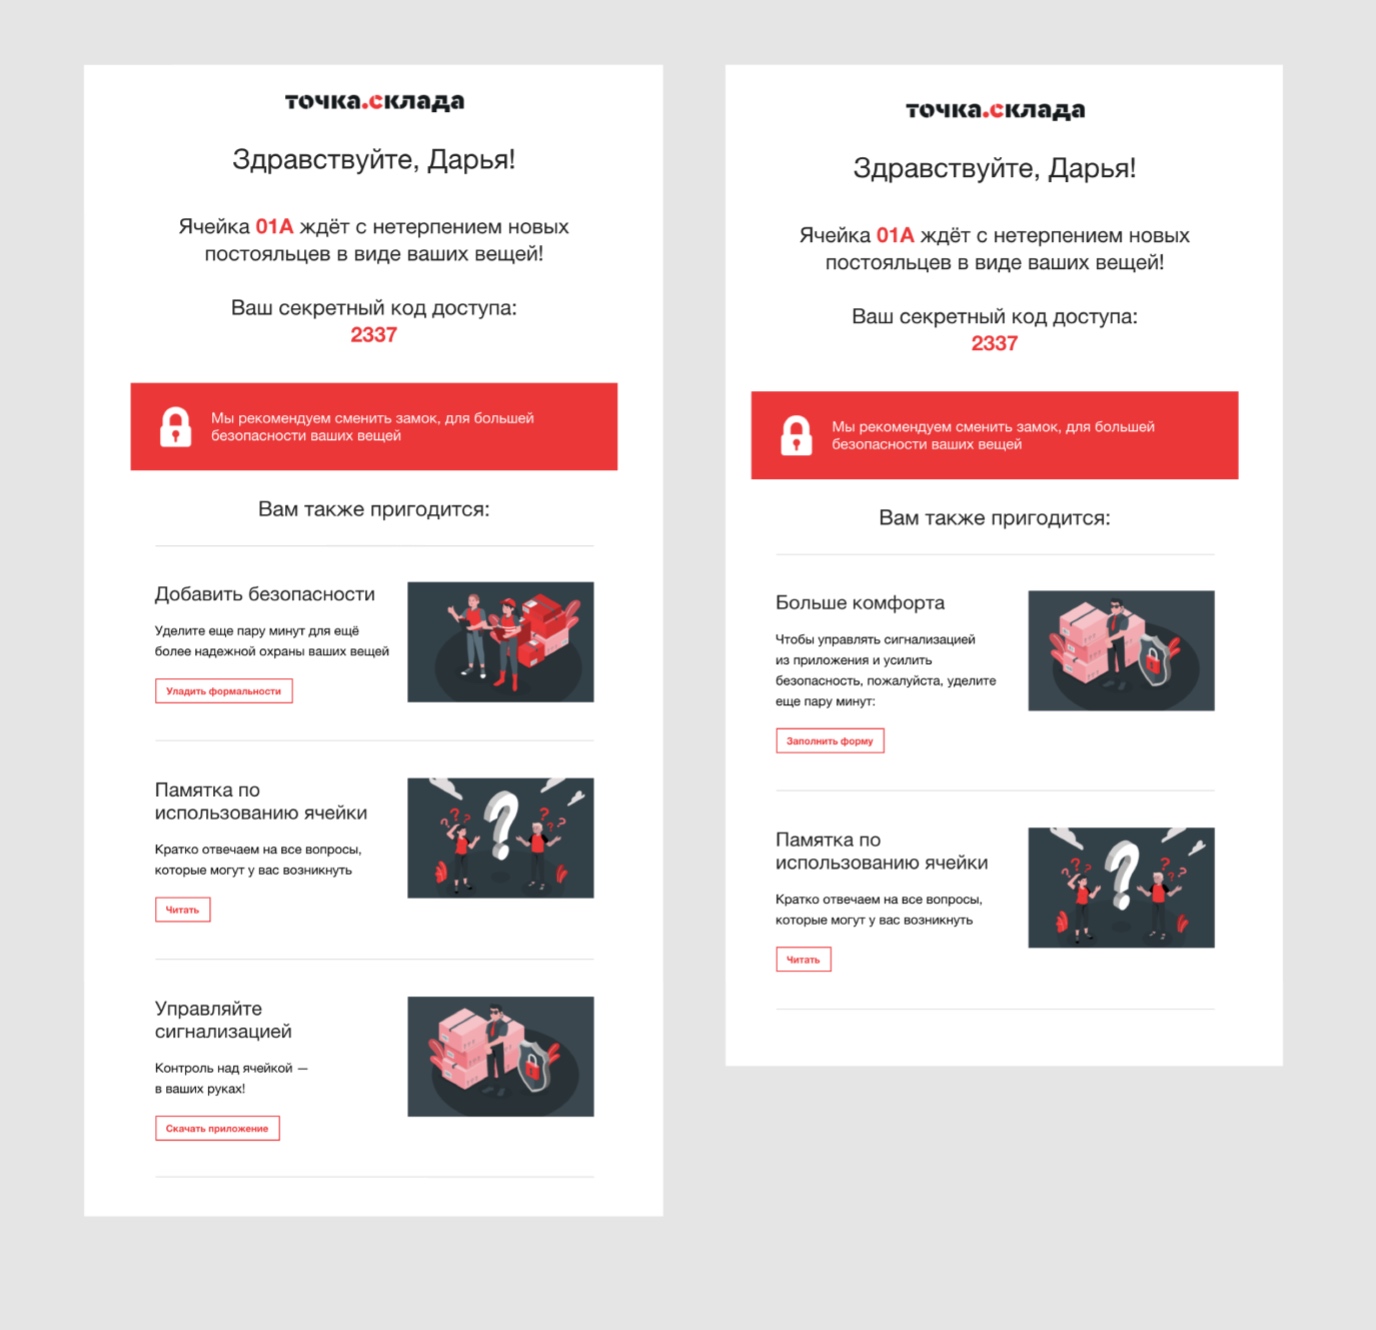 точка.склада
Здравствуйте, Дарья!
Ячейка 01А ждёт с нетерпением новых
постояльцев в виде ваших вещей!
Ваш секретный код доступа:
2337
Мы рекомендуем сменить замок, для большей
безопасности ваших вещей
Вам также пригодится:
Добавить безопасности
Уделите еще пару минут для ещё
более надежной охраны ваших вещей
Уладить формальности
Памятка по
использованию ячейки
Кратко отвечаем на все вопросы,
которые могут у вас возникнуть
Читать
Управляйте
сигнализацией
Контроль над ячейкой —
в ваших руках!
Скачать приложение
точка.склада
Здравствуйте, Дарья!
Ячейка 01А ждёт с нетерпением новых
постояльцев в виде ваших вещей!
Ваш секретный код доступа:
2337
Мы рекомендуем сменить замок, для большей
безопасности ваших вещей
Вам также пригодится:
Больше комфорта
Чтобы управлять сигнализацией
из приложения и усилить
безопасность, пожалуйста, уделите
еще пару минут:
Заполнить форму
Памятка по
использованию ячейки
Кратко отвечаем на все вопросы,
которые могут у вас возникнуть
Читать